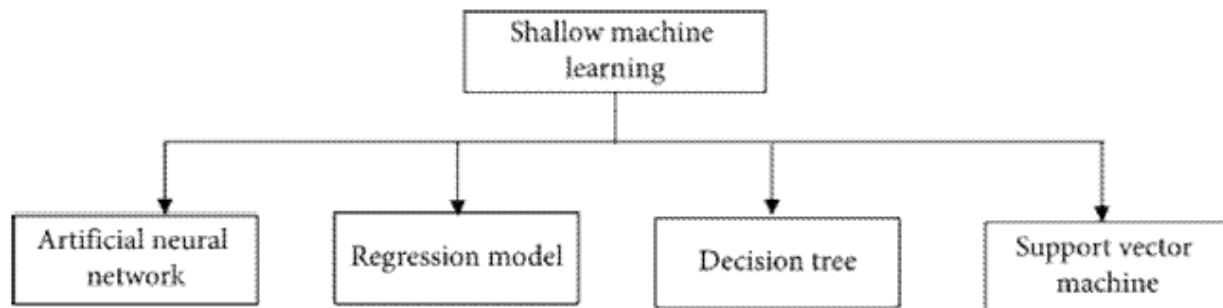 Shallow machine
learning
Artificial neural
network
Regression model
Decision tree
Support vector
machine